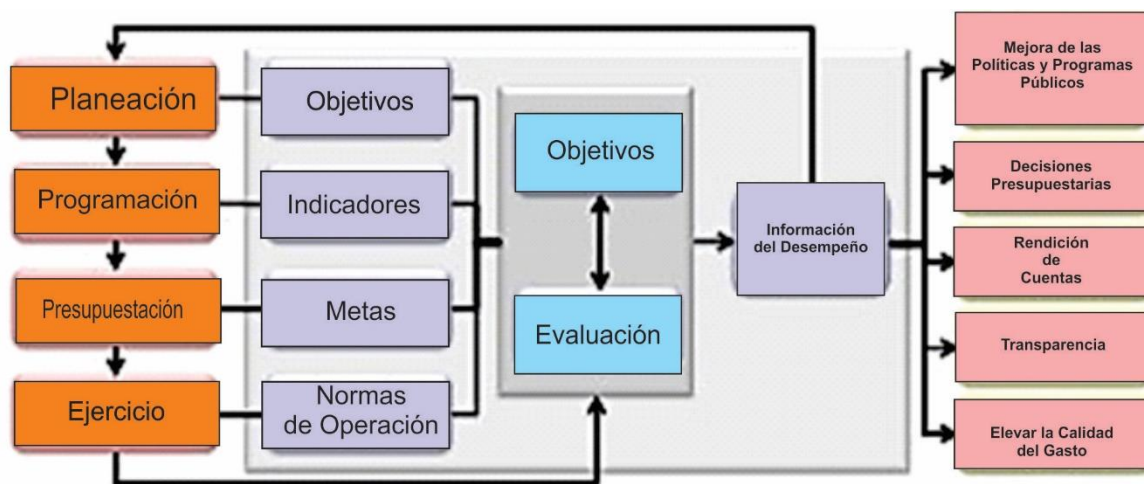 Planeación
Programación
Presupuestación
Ejercicio
Objetivos
Indicadores
Metas
Normas
de Operación
Objetivos
Evaluación
Información
del Desempeño
Mejora de las
Políticas y Programas
Públicos
Decisiones
Presupuestarias
Rendición
de
Cuentas
Transparencia
Elevar la Calidad
del Gasto